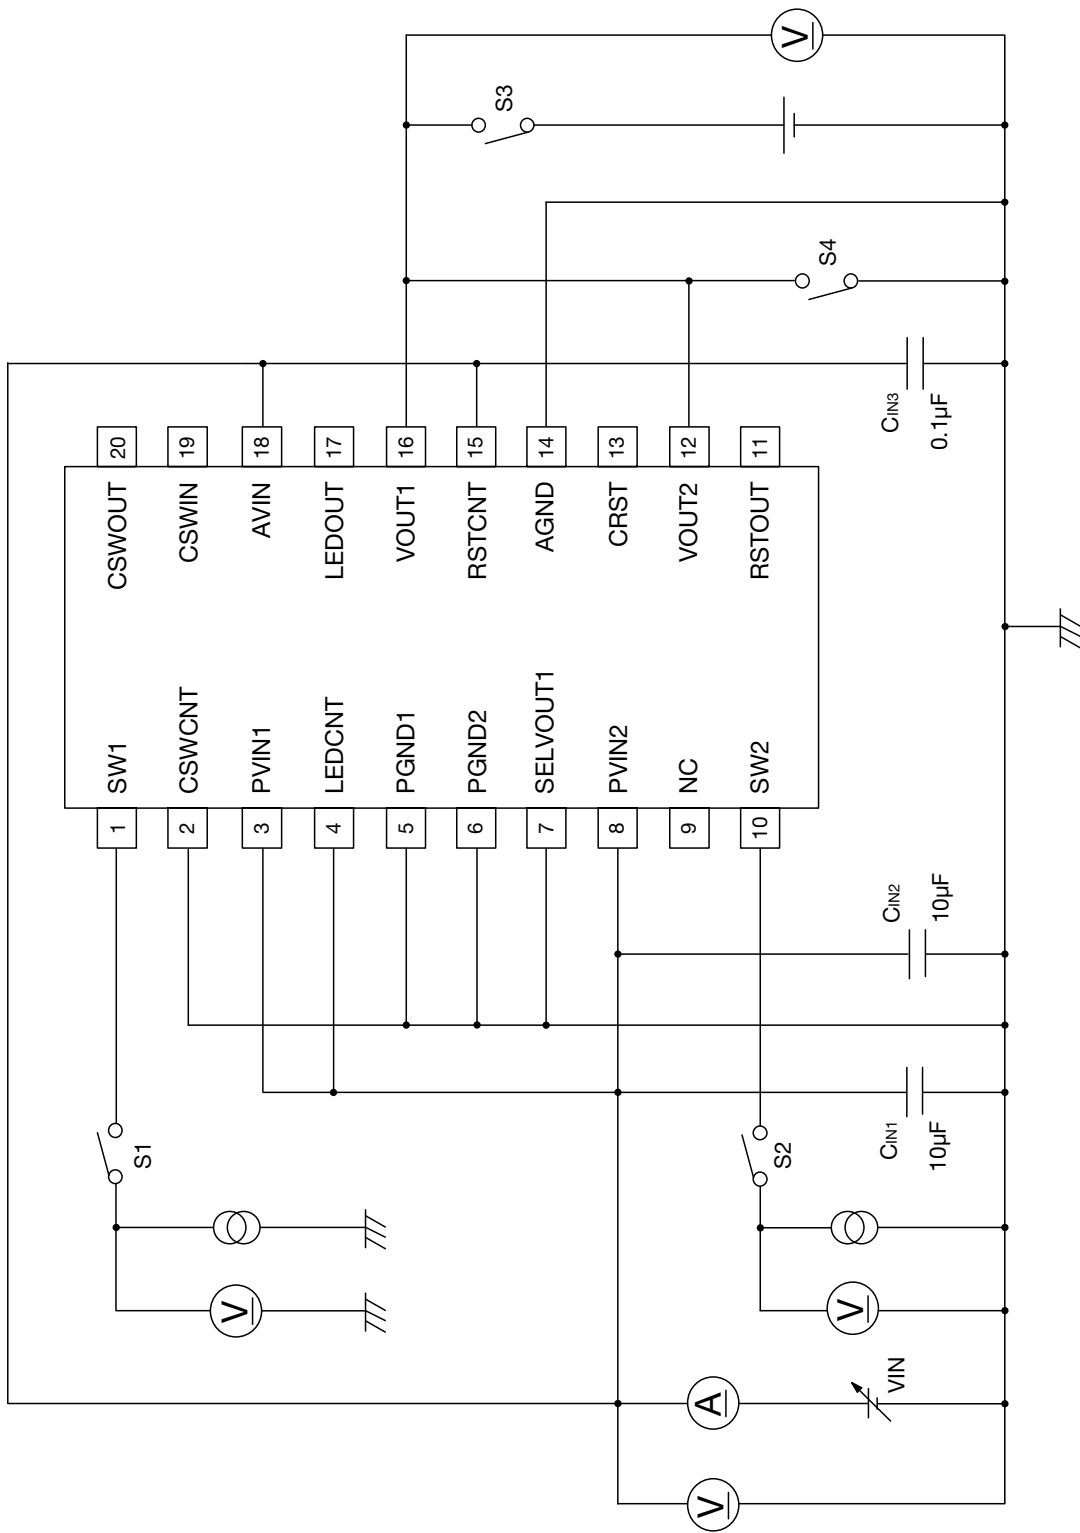 V
S3
S4
CIN3
0.1µF
20
19
18
17
16
15
14
13
12
11
CSWOUT
CSWIN
AVIN
LEDOUT
VOUT1
RSTCNT
AGND
CRST
VOUT2
RSTOUT
SW1
CSWCNT
PVIN1
LEDCNT
PGND1
PGND2
SELVOUT1
PVIN2
NC
SW2
1
2
3
4
5
6
7
8
9
10
CIN2
10µF
S1
S2
CIN1
10µF
V
V
A
VIN
V